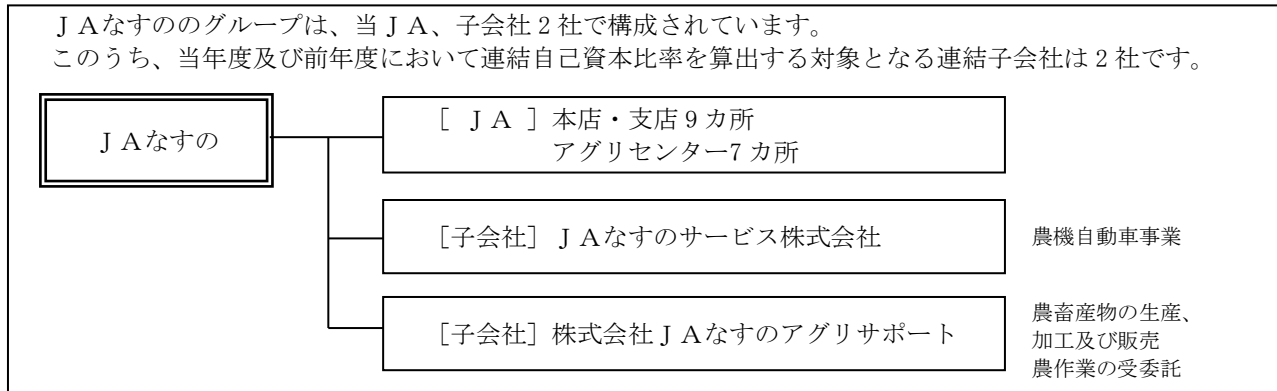 ＪＡなすののグループは、当ＪＡ、子会社２社で構成されています。
このうち、当年度及び前年度において連結自己資本比率を算出する対象となる連結子会社は２社です。
ＪＡなすの
［ ＪＡ ］本店・支店９カ所
アグリセンター7 カ所
［子会社］ＪＡなすのサービス株式会社
農機自動車事業
［子会社］株式会社ＪＡなすのアグリサポート
農畜産物の生産、
加工及び販売
農作業の受委託